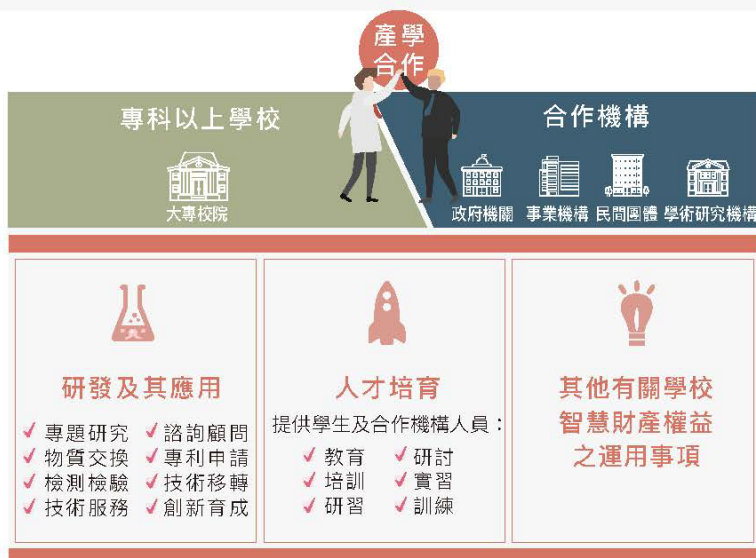 產學
合作
專科以上學校
大專校院
合作機構
政府機關 事業機構 民間團體 學術研究機構
研發及其應用
✓ 專題研究 ✓ 諮詢顧問
✓ 物質交換 ✓ 專利申請
✓ 檢測檢驗 ✓ 技術移轉
✓ 技術服務 ✓ 創新育成
人才培育
提供學生及合作機構人員：
✓ 教育 ✓ 研討
✓ 培訓 ✓ 實習
✓ 研習 ✓ 訓練
其他有關學校
智慧財產權益
之運用事項